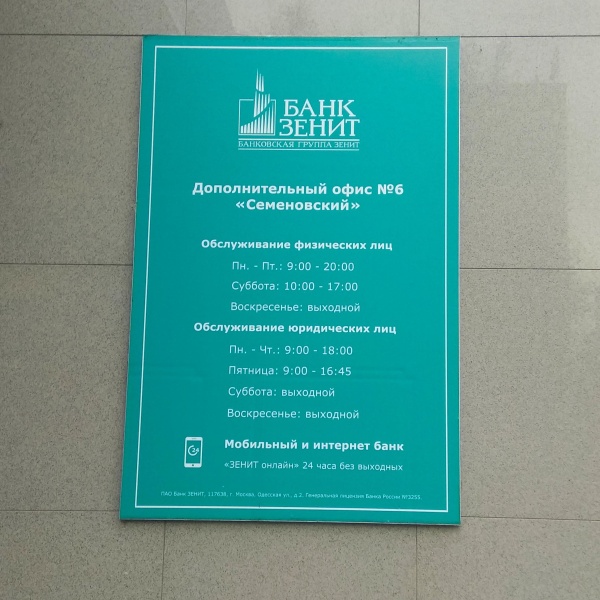 БАНК
ЗЕНИТ
БАНКОВСКАЯ ГРУППА ЗЕНИТ
Дополнительный офис №6
«Семеновский»
Обслуживание физических лиц
Пн. - Пт.: 9:00 - 20:00
Суббота: 10:00 - 17:00
Воскресенье: выходной
Обслуживание юридических лиц
Пн. - Чт.: 9:00 - 18:00
Пятница: 9:00 - 16:45
Суббота: выходной
Воскресенье: выходной
Мобильный и интернет банк
«ЗЕНИТ онлайн» 24 часа без выходных
ПАО Банк ЗЕНИТ, 117638, г. Москва, Одесская ул., д.2. Генеральная лицензия Банка России №3255